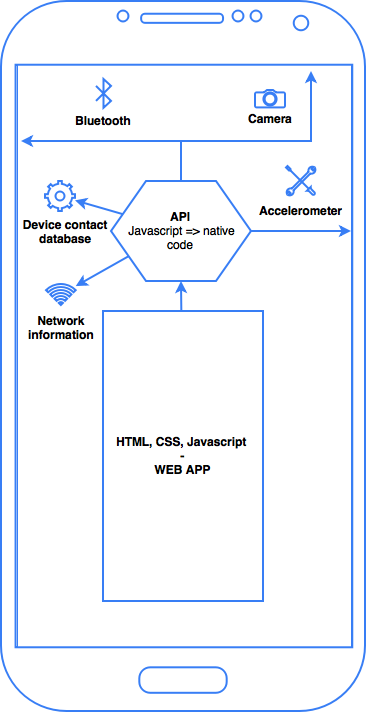 Bluetooth
Camera
Accelerometer
API
Javascript => native
code
Device contact
database
Network
information
HTML, CSS, Javascript
-
WEB APP